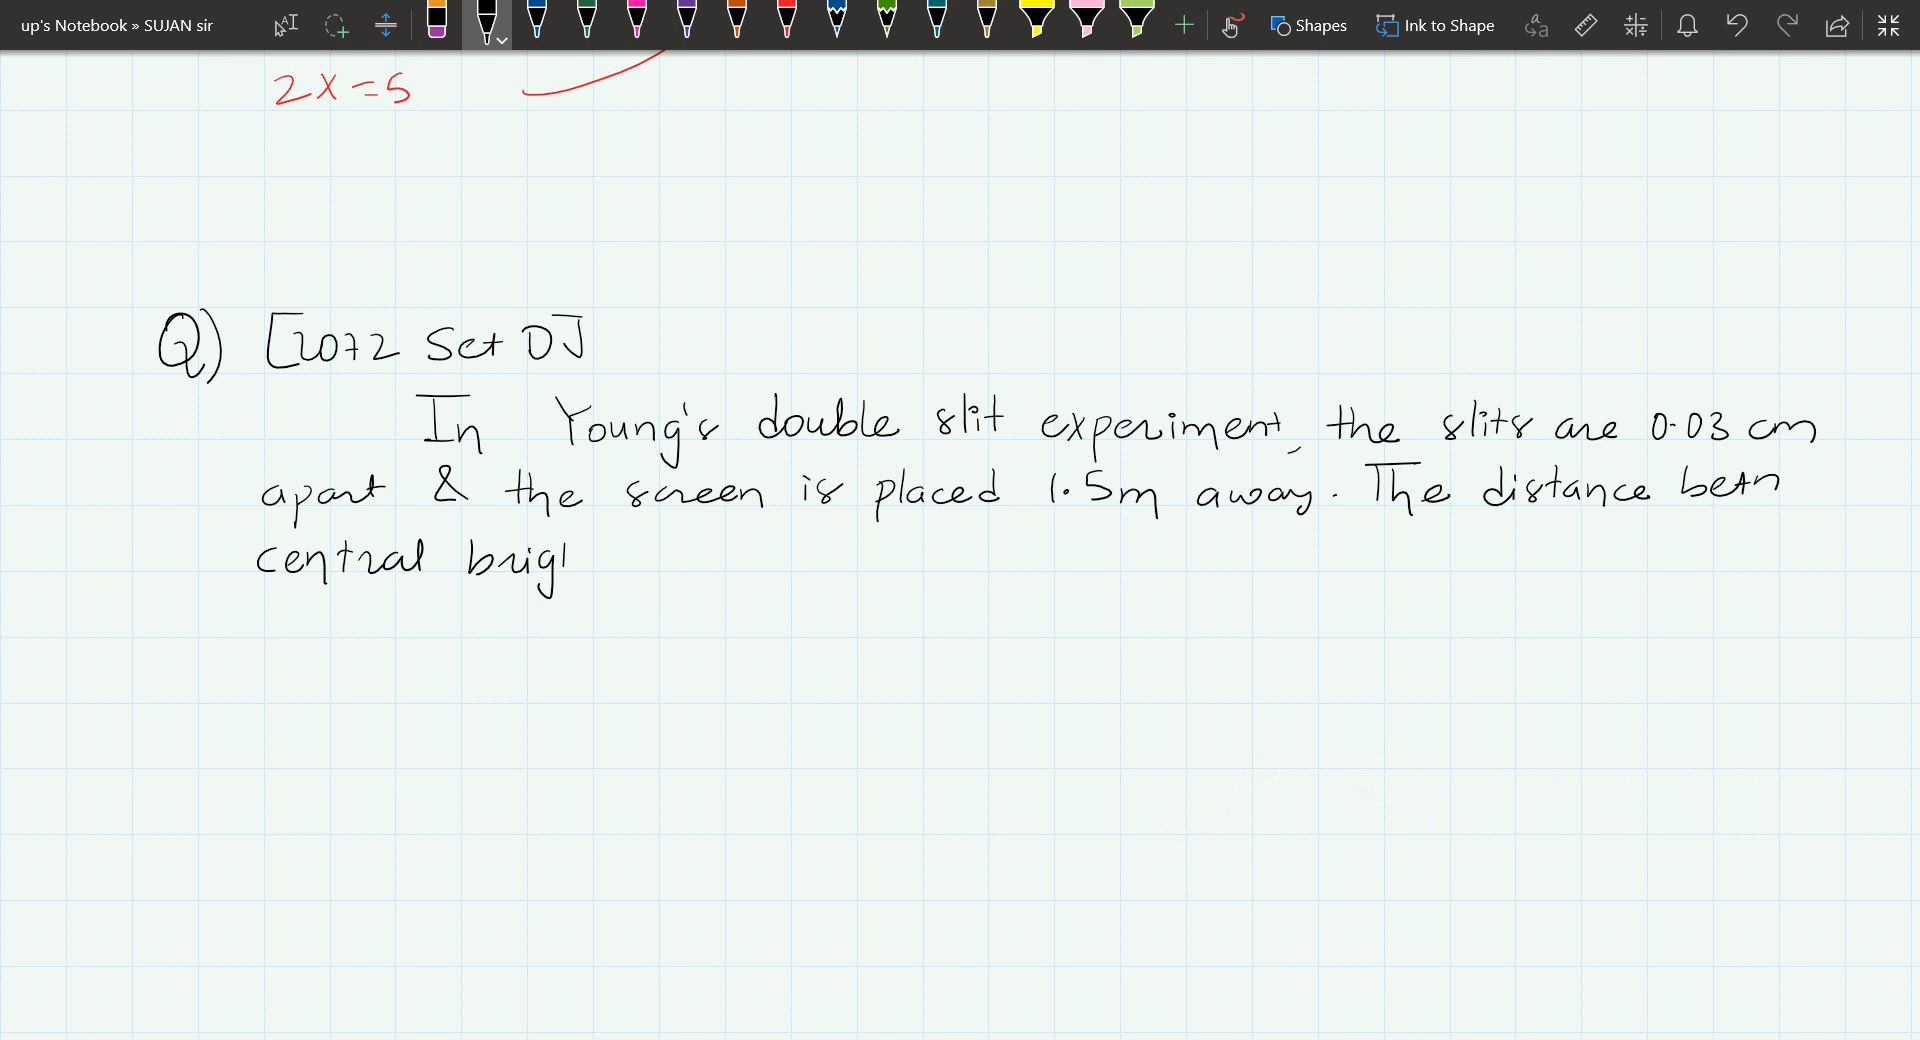 up's Notebook » SUJAN sir
Shapes
Ink to Shape
2x=5
Q) [2072 Set D]
In Young's double slit experiment, the slits are 0.03 cm
apart & the screen is placed 1.5m away. The distance betn
central brigh